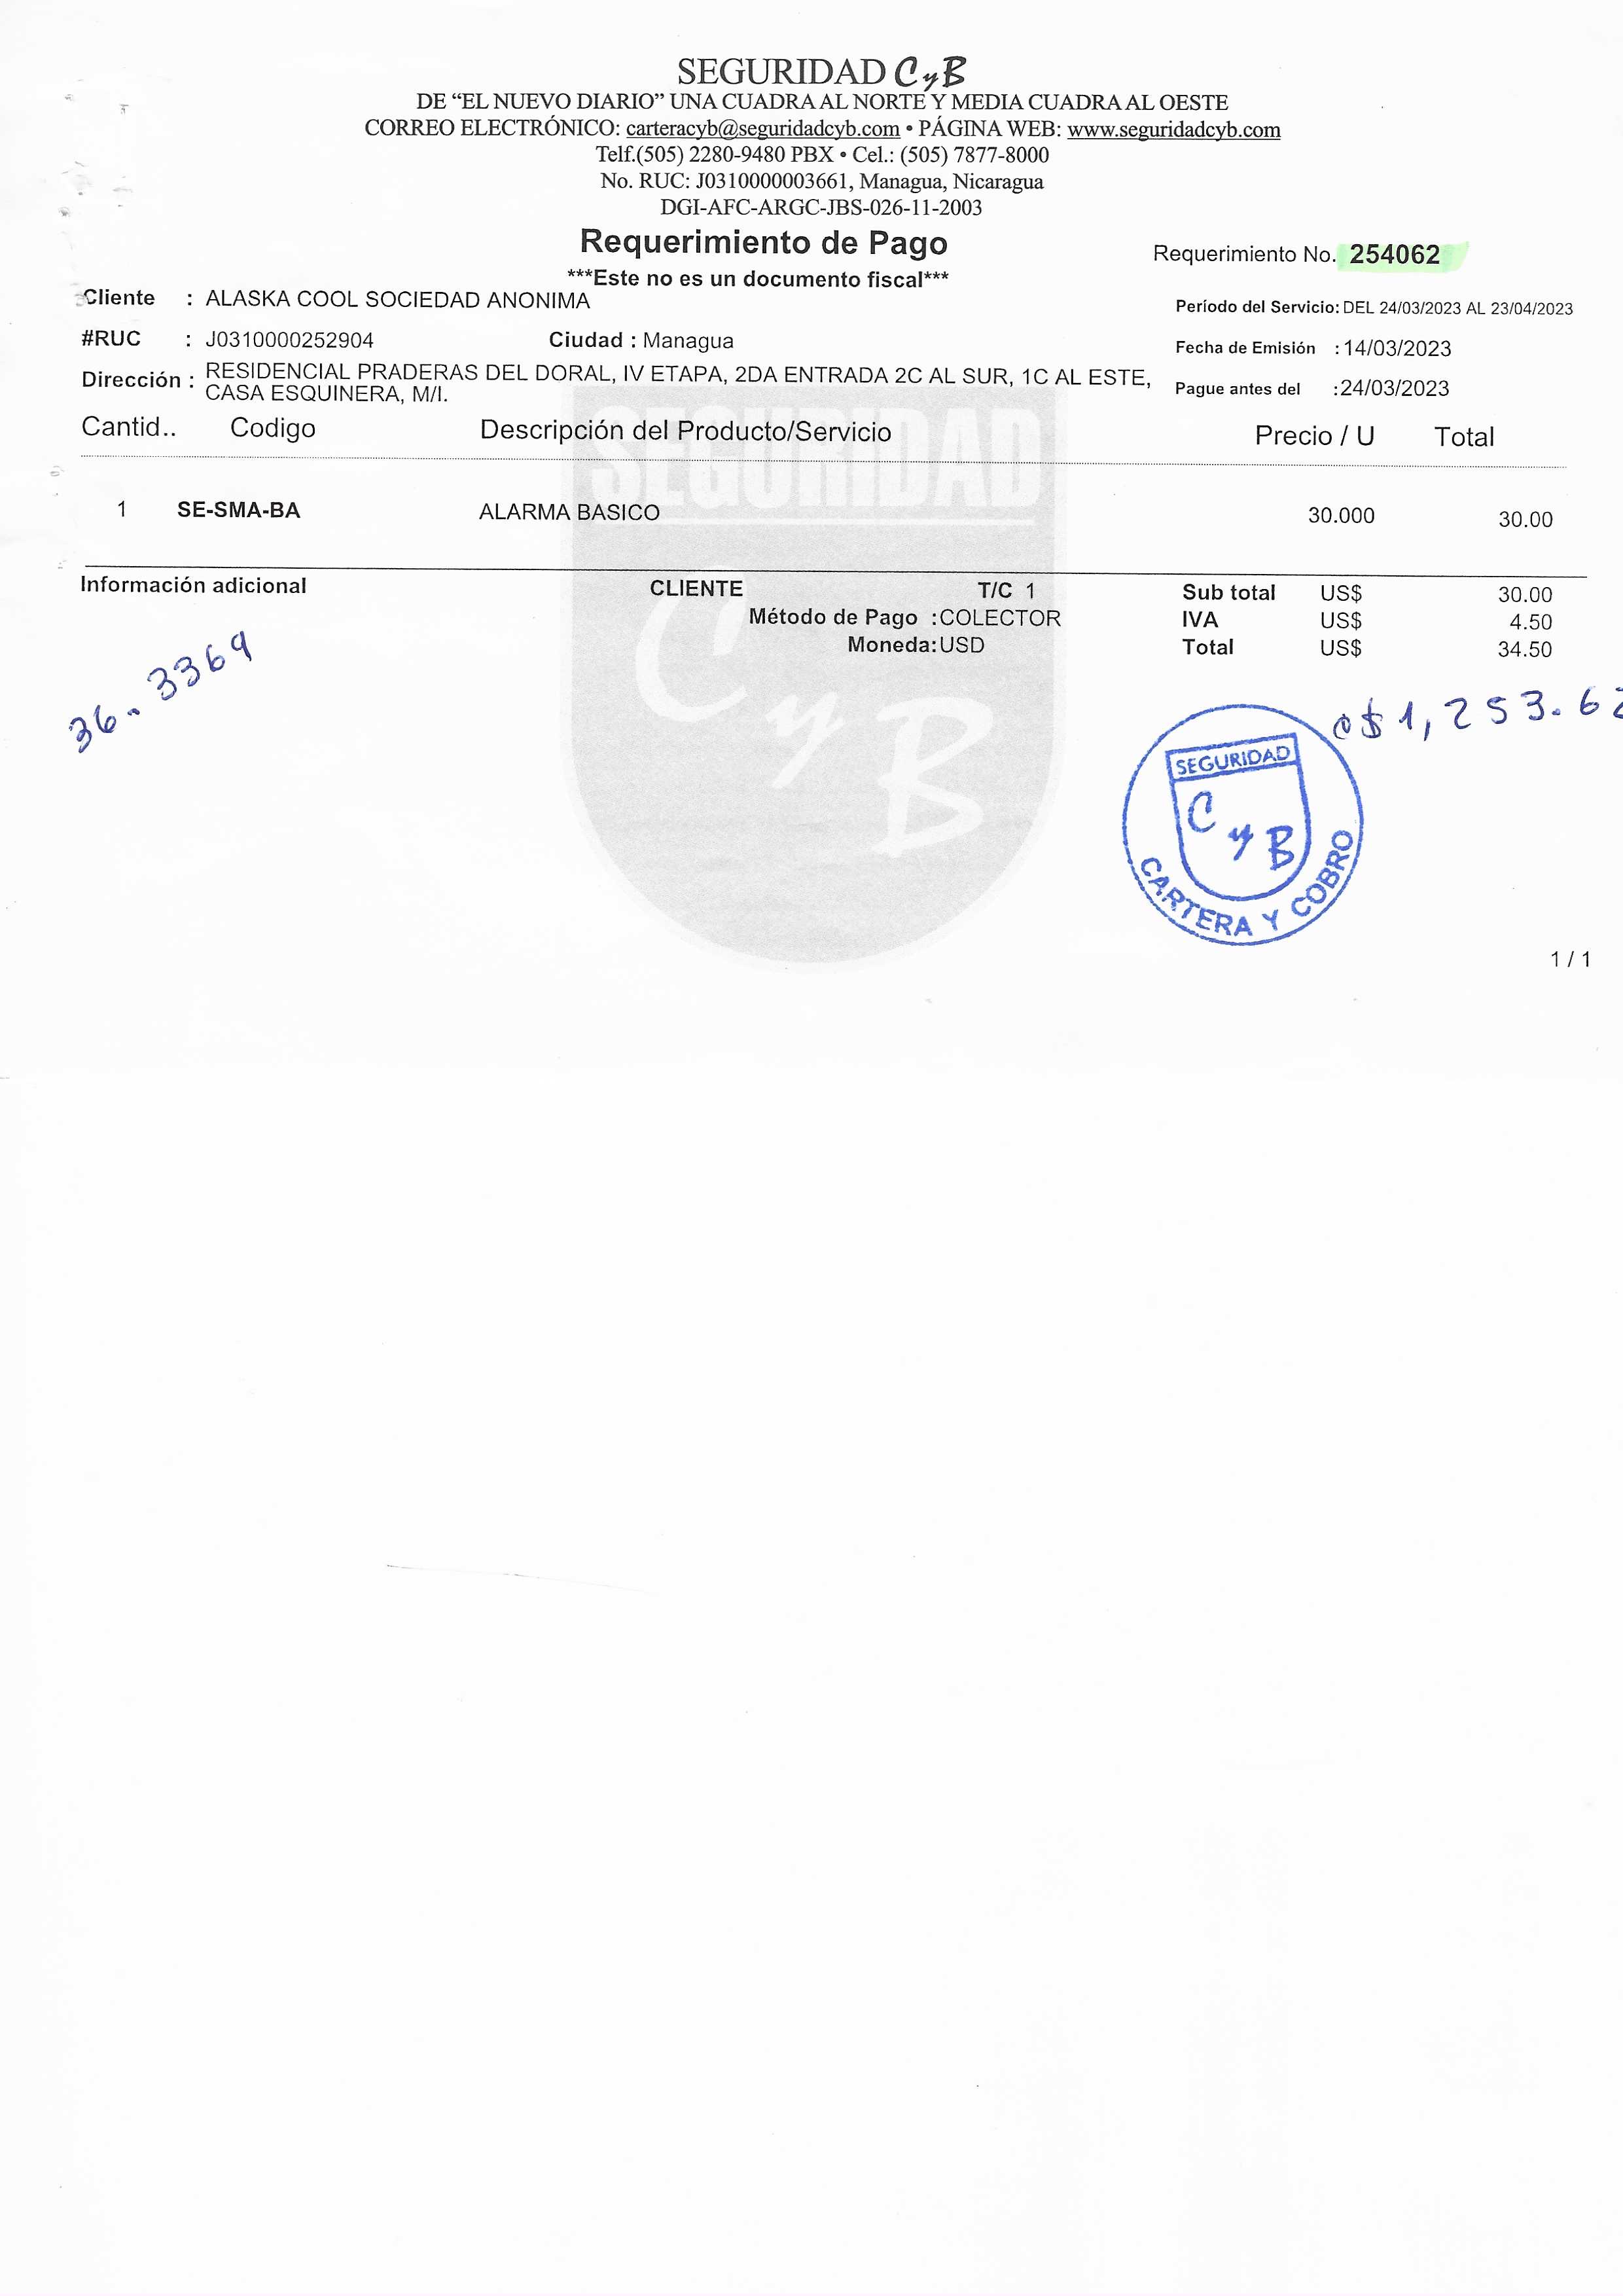 SEGURIDAD CyB
DE “EL NUEVO DIARIO” UNA CUADRA AL NORTE Y MEDIA CUADRA AL OESTE
CORREO ELECTRÓNICO: carteracyb@seguridadcyb.com • PÁGINA WEB: www.seguridadcyb.com
Telf.(505) 2280-9480 PBX • Cel.: (505) 7877-8000
No. RUC: J0310000003661, Managua, Nicaragua
DGI-AFC-ARGC-JBS-026-11-2003
Requerimiento de Pago
Requerimiento No. 254062
***Este no es un documento fiscal***
Cliente : ALASKA COOL SOCIEDAD ANONIMA
Período del Servicio: DEL 24/03/2023 AL 23/04/2023
#RUC : J0310000252904 Ciudad : Managua
Fecha de Emisión : 14/03/2023
Dirección : RESIDENCIAL PRADERAS DEL DORAL, IV ETAPA, 2DA ENTRADA 2C AL SUR, 1C AL ESTE,
CASA ESQUINERA, M/I.
Pague antes del : 24/03/2023
Cantid.. Codigo Descripción del Producto/Servicio Precio / U Total
SEGURIDAD
1 SE-SMA-BA ALARMA BASICO 30.000 30.00
Información adicional CLIENTE T/C 1 Sub total US$ 30.00
Método de Pago : COLECTOR IVA US$ 4.50
Moneda: USD Total US$ 34.50
CyB
36.3369
C$1,253.62
SEGURIDAD
CyB
CARTERA Y COBRO
1 / 1